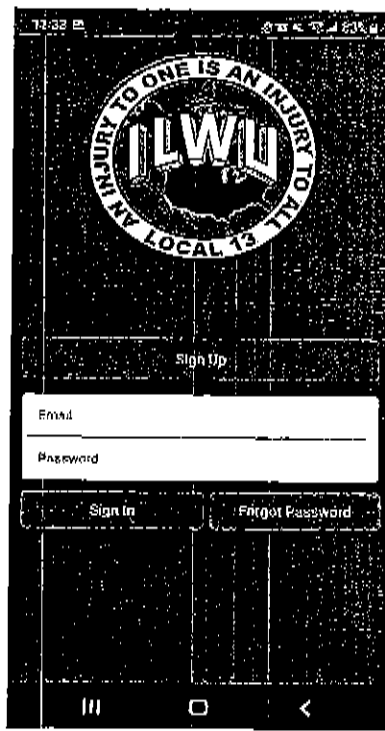 12:33
AN INJURY TO ONE IS AN INJURY TO ALL
ILWU
LOCAL 13
Sign Up
Email
Password
Sign In
Forgot Password